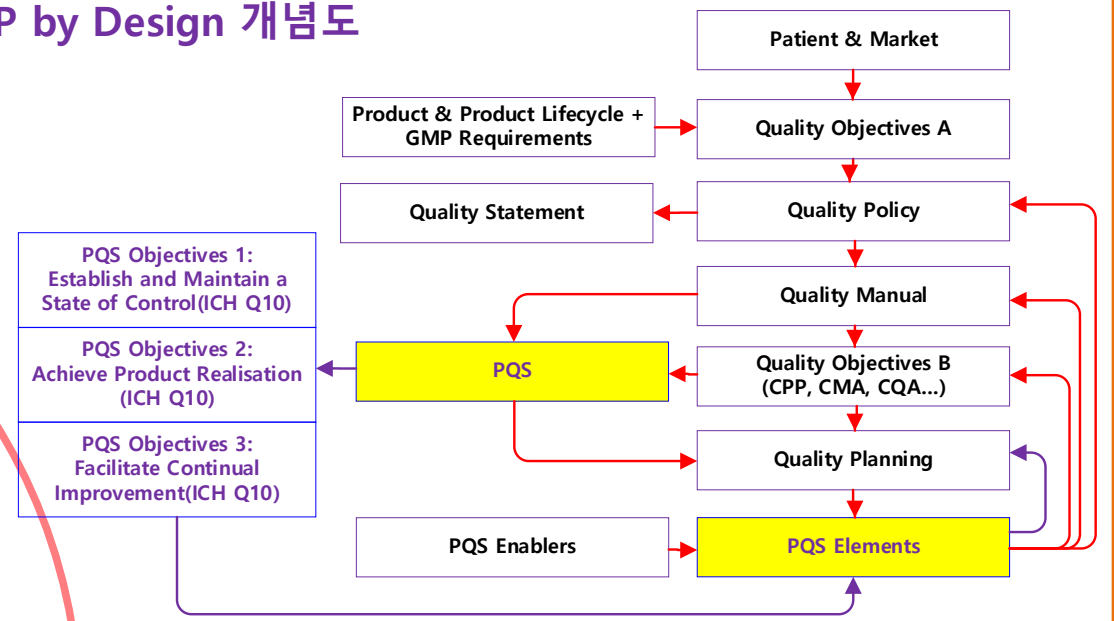 P by Design 개념도
Patient & Market
Product & Product Lifecycle +
GMP Requirements
Quality Objectives A
Quality Statement
Quality Policy
PQS Objectives 1:
Establish and Maintain a
State of Control(ICH Q10)
Quality Manual
PQS Objectives 2:
Achieve Product Realisation
(ICH Q10)
PQS
Quality Objectives B
(CPP, CMA, CQA...)
PQS Objectives 3:
Facilitate Continual
Improvement(ICH Q10)
Quality Planning
PQS Enablers
PQS Elements